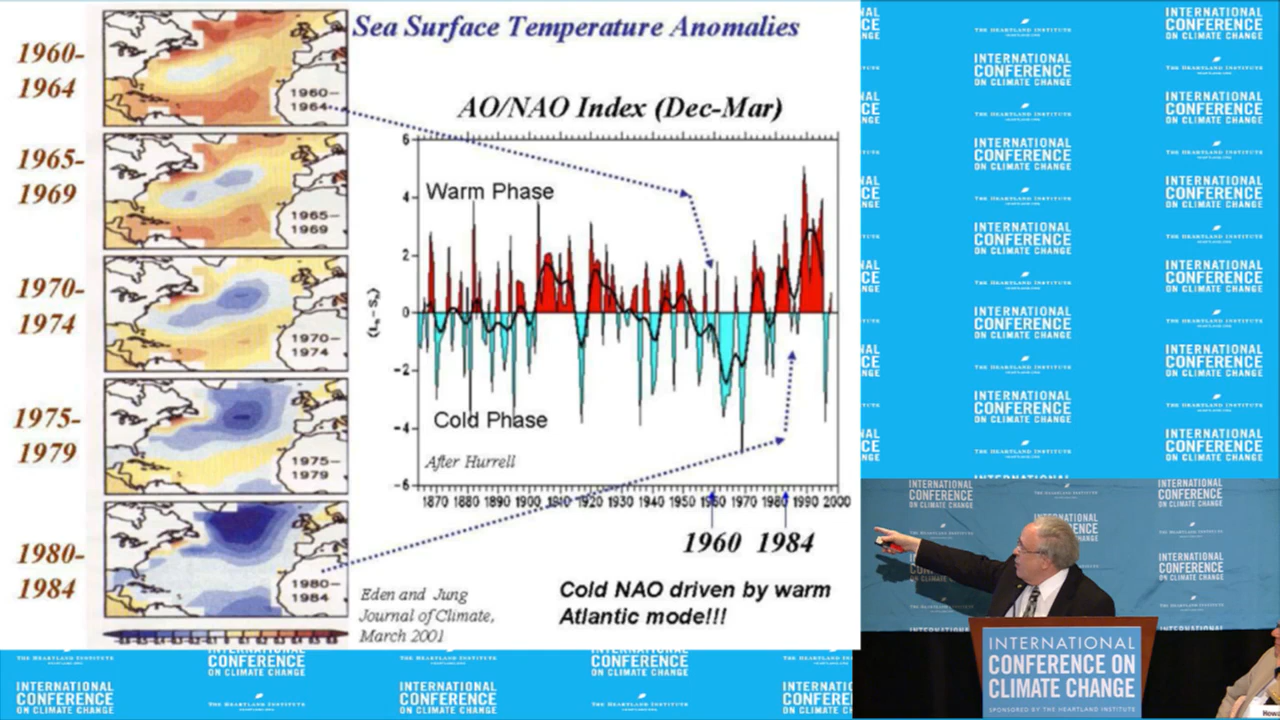 Sea Surface Temperature Anomalies
1960-
1964
1960-
1964
1965-
1969
1965-
1969
1970-
1974
1970-
1974
1975-
1979
1975-
1979
1980-
1984
1980-
1984
AO/NAO Index (Dec-Mar)
6
4
2
0
-2
-4
-6
Warm Phase
Cold Phase
After Hurrell
1870 1880 1890 1900 1910 1920 1930 1940 1950 1960 1970 1980 1990 2000
1960 1984
Eden and Jung
Journal of Climate,
March 2001
Cold NAO driven by warm
Atlantic mode!!!
INTERNATIONAL
CONFERENCE
ON CLIMATE CHANGE
THE HEARTLAND INSTITUTE
INTERNATIONAL
CONFERENCE ON
CLIMATE CHANGE
SPONSORED BY THE HEARTLAND INSTITUTE